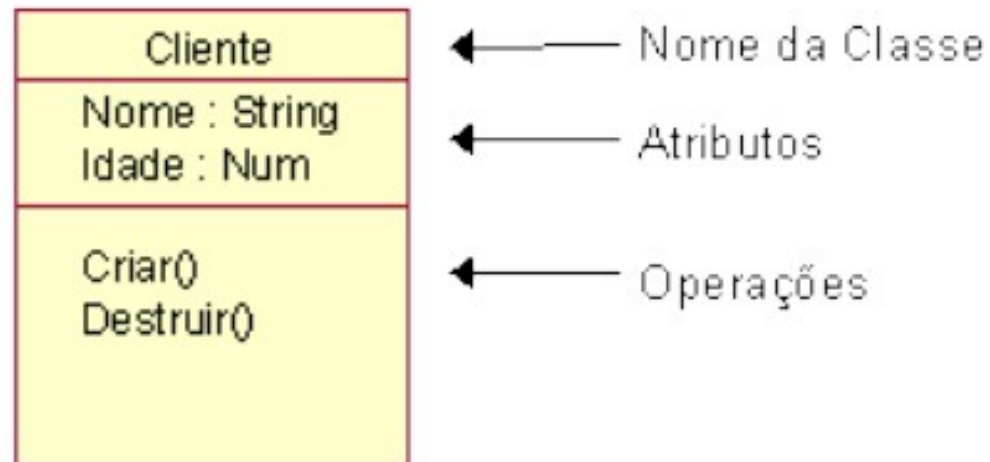 Cliente
Nome da Classe
Nome : String
Idade : Num
Atributos
Criar()
Destruir()
Operações